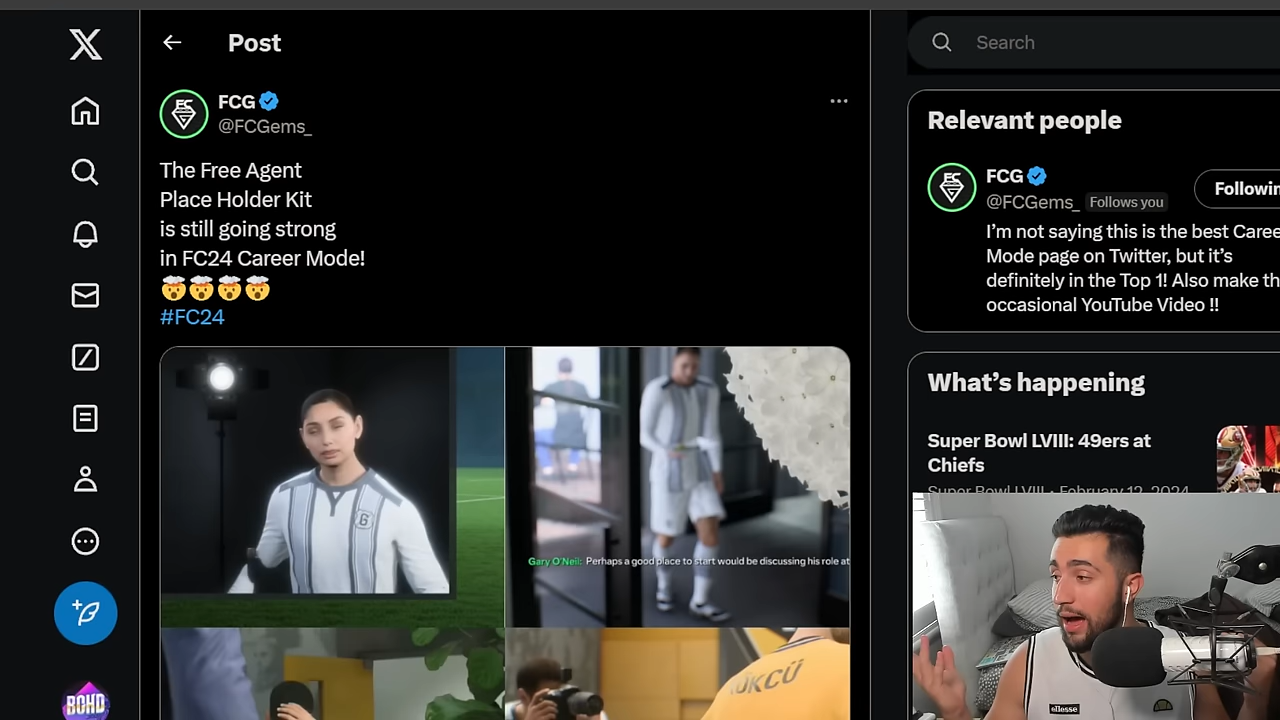 Post
Search
FCG
@FCGems_
The Free Agent
Place Holder Kit
is still going strong
in FC24 Career Mode!
#FC24
Gary O'Neil: Perhaps a good place to start would be discussing his role at
Relevant people
FCG
@FCGems_ Follows you
Followin
I'm not saying this is the best Caree
Mode page on Twitter, but it's
definitely in the Top 1! Also make th
occasional YouTube Video !!
What's happening
Super Bowl LVIII: 49ers at
Chiefs
Super Bowl LVIII · February 12, 2024
ellesse
BOHD